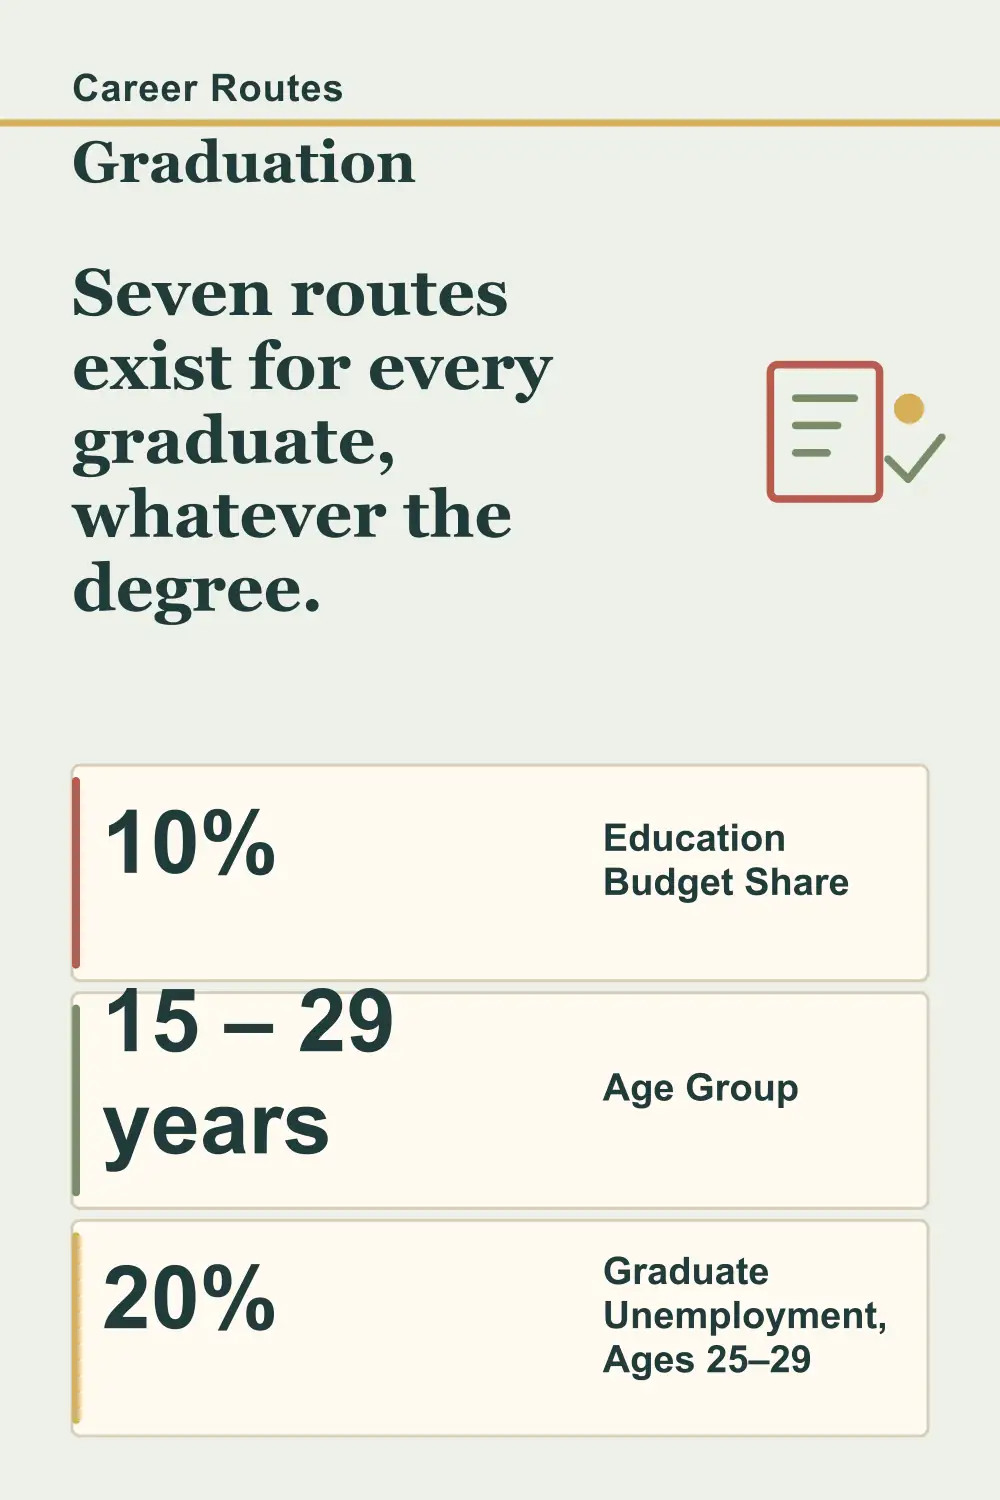 Career Routes
Graduation
Seven routes
exist for every
graduate,
whatever the
degree.
10%
Education
Budget Share
15 – 29
years
Age Group
20%
Graduate
Unemployment,
Ages 25–29